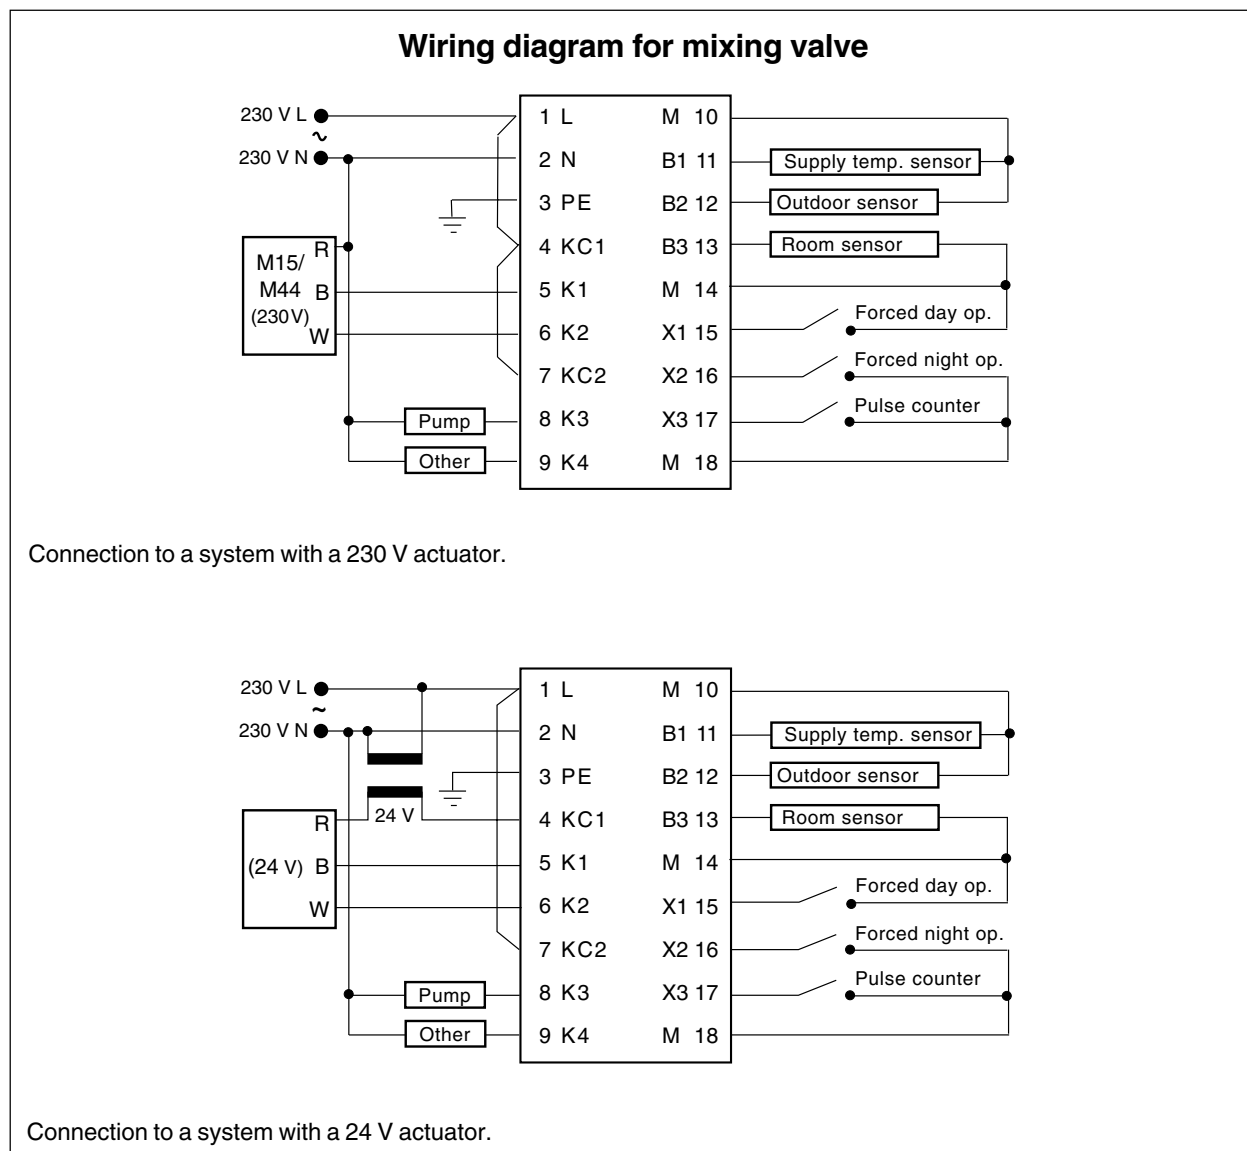 Wiring diagram for mixing valve
230 V L
~
230 V N
1 L
2 N
3 PE
4 KC1
5 K1
6 K2
7 KC2
8 K3
9 K4
M 10
B1 11
B2 12
B3 13
M 14
X1 15
X2 16
X3 17
M 18
M15/
M44
(230V)
R
B
W
Pump
Other
Supply temp. sensor
Outdoor sensor
Room sensor
Forced day op.
Forced night op.
Pulse counter
Connection to a system with a 230 V actuator.
230 V L
~
230 V N
24 V
1 L
2 N
3 PE
4 KC1
5 K1
6 K2
7 KC2
8 K3
9 K4
M 10
B1 11
B2 12
B3 13
M 14
X1 15
X2 16
X3 17
M 18
(24 V)
R
B
W
Pump
Other
Supply temp. sensor
Outdoor sensor
Room sensor
Forced day op.
Forced night op.
Pulse counter
Connection to a system with a 24 V actuator.